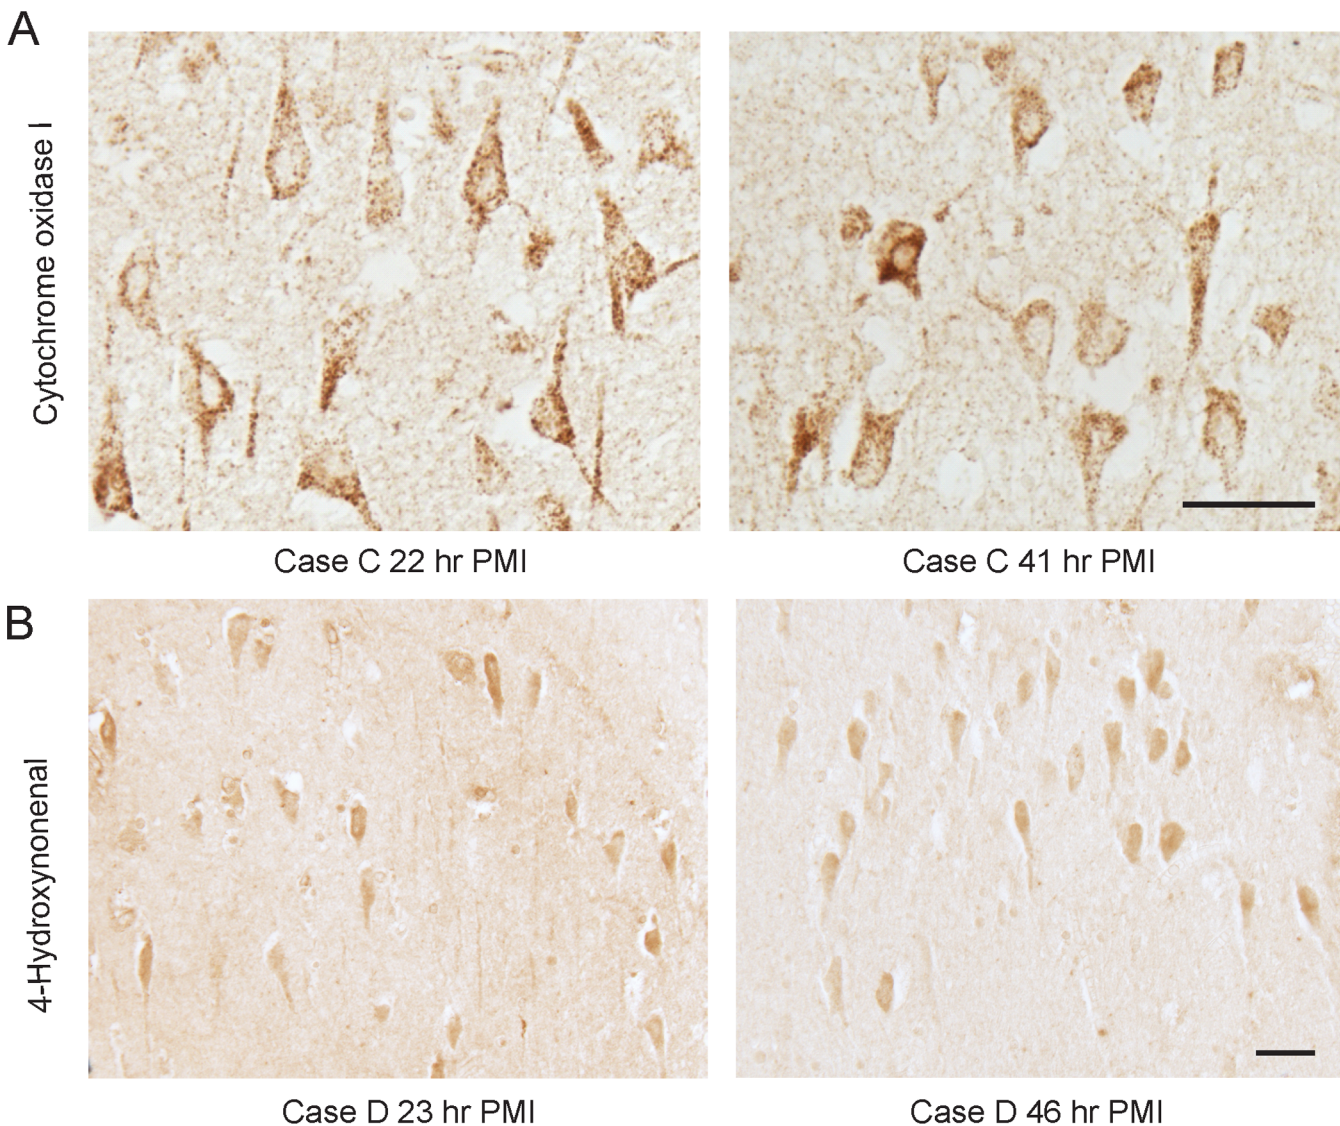 A
Cytochrome oxidase I
Case C 22 hr PMI
Case C 41 hr PMI
B
4-Hydroxynonenal
Case D 23 hr PMI
Case D 46 hr PMI